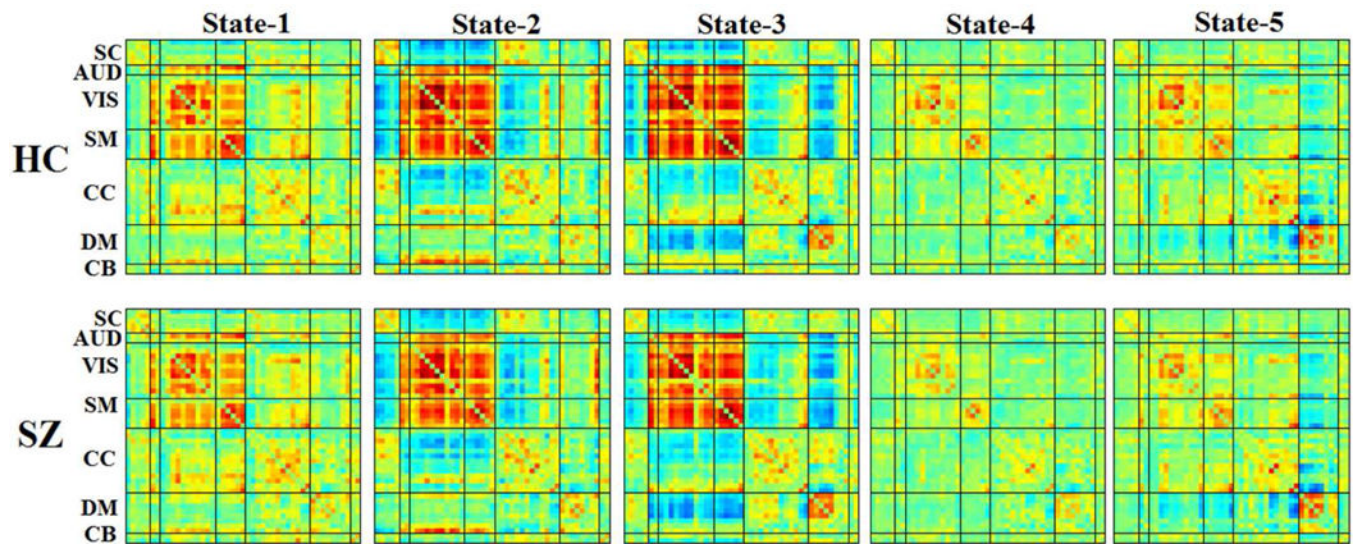 State-1 State-2 State-3 State-4 State-5
HC
SC
AUD
VIS
SM
CC
DM
CB
SZ
SC
AUD
VIS
SM
CC
DM
CB